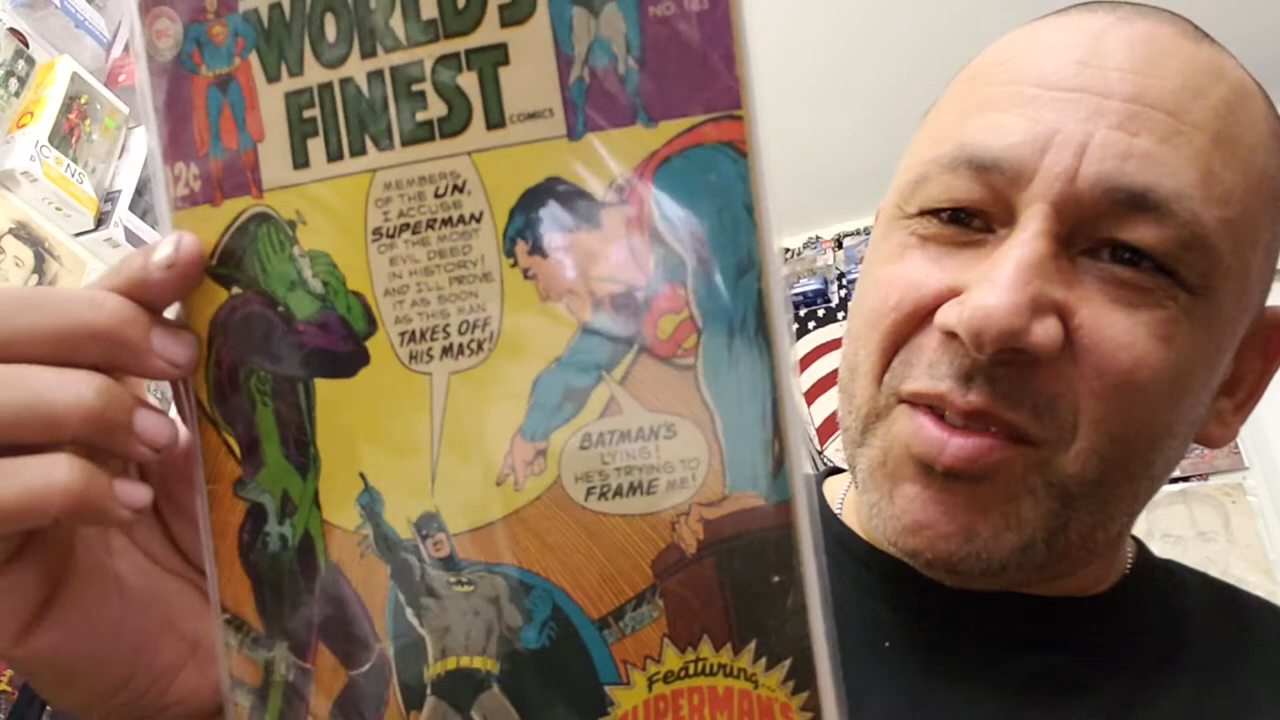 DC
WORLD'S
NO. 183
FINEST
COMICS
12¢
ICONS
MEMBERS
OF THE UN,
I ACCUSE
SUPERMAN
OF THE MOST
EVIL DEED
IN HISTORY!
AND I'LL PROVE
IT AS SOON
AS THIS MAN
TAKES OFF
HIS MASK!
BATMAN'S
LYING!
HE'S TRYING TO
FRAME ME!
Featuring...
SUPERMAN'S